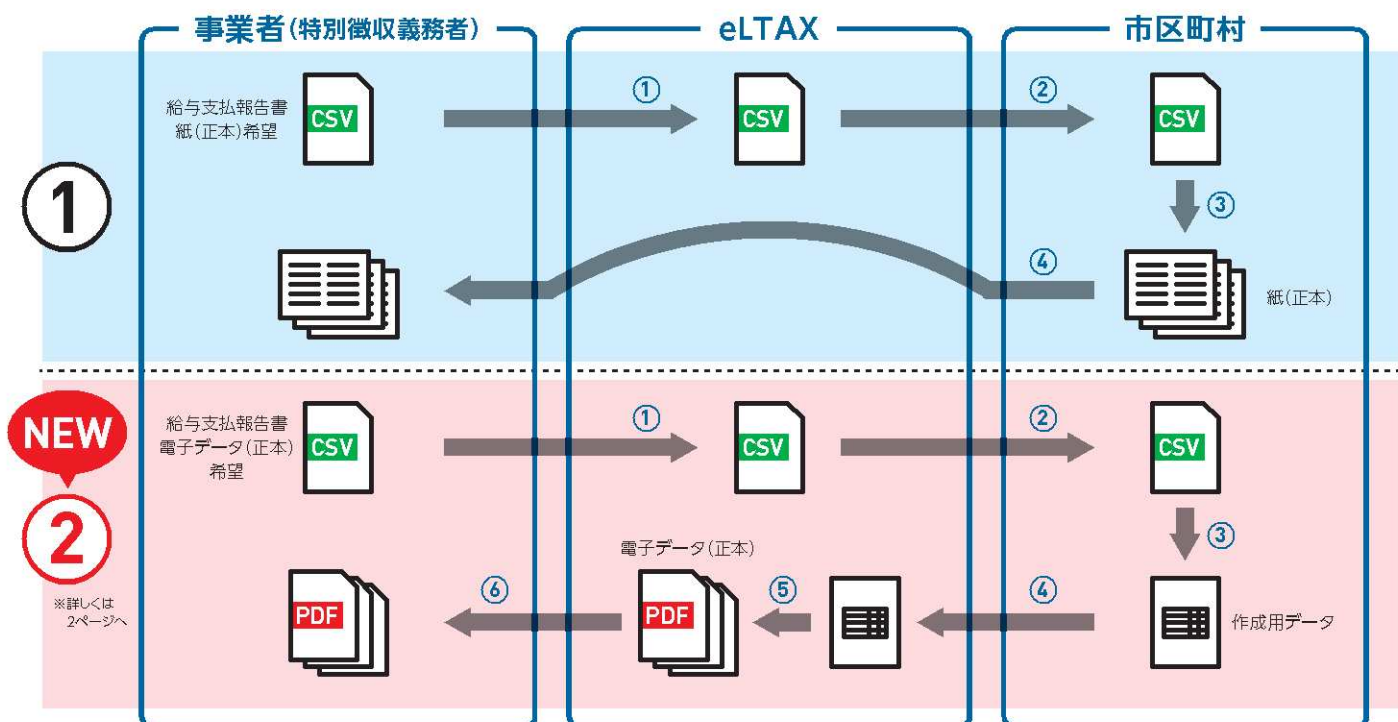 事業者(特別徴収義務者)
eLTAX
市区町村
1
給与支払報告書
紙(正本)希望
CSV
①
CSV
②
CSV
③
④
紙(正本)
NEW
2
※詳しくは
2ページへ
給与支払報告書
電子データ(正本)
希望
CSV
①
CSV
②
CSV
③
電子データ(正本)
PDF
⑥
PDF
⑤
④
作成用データ